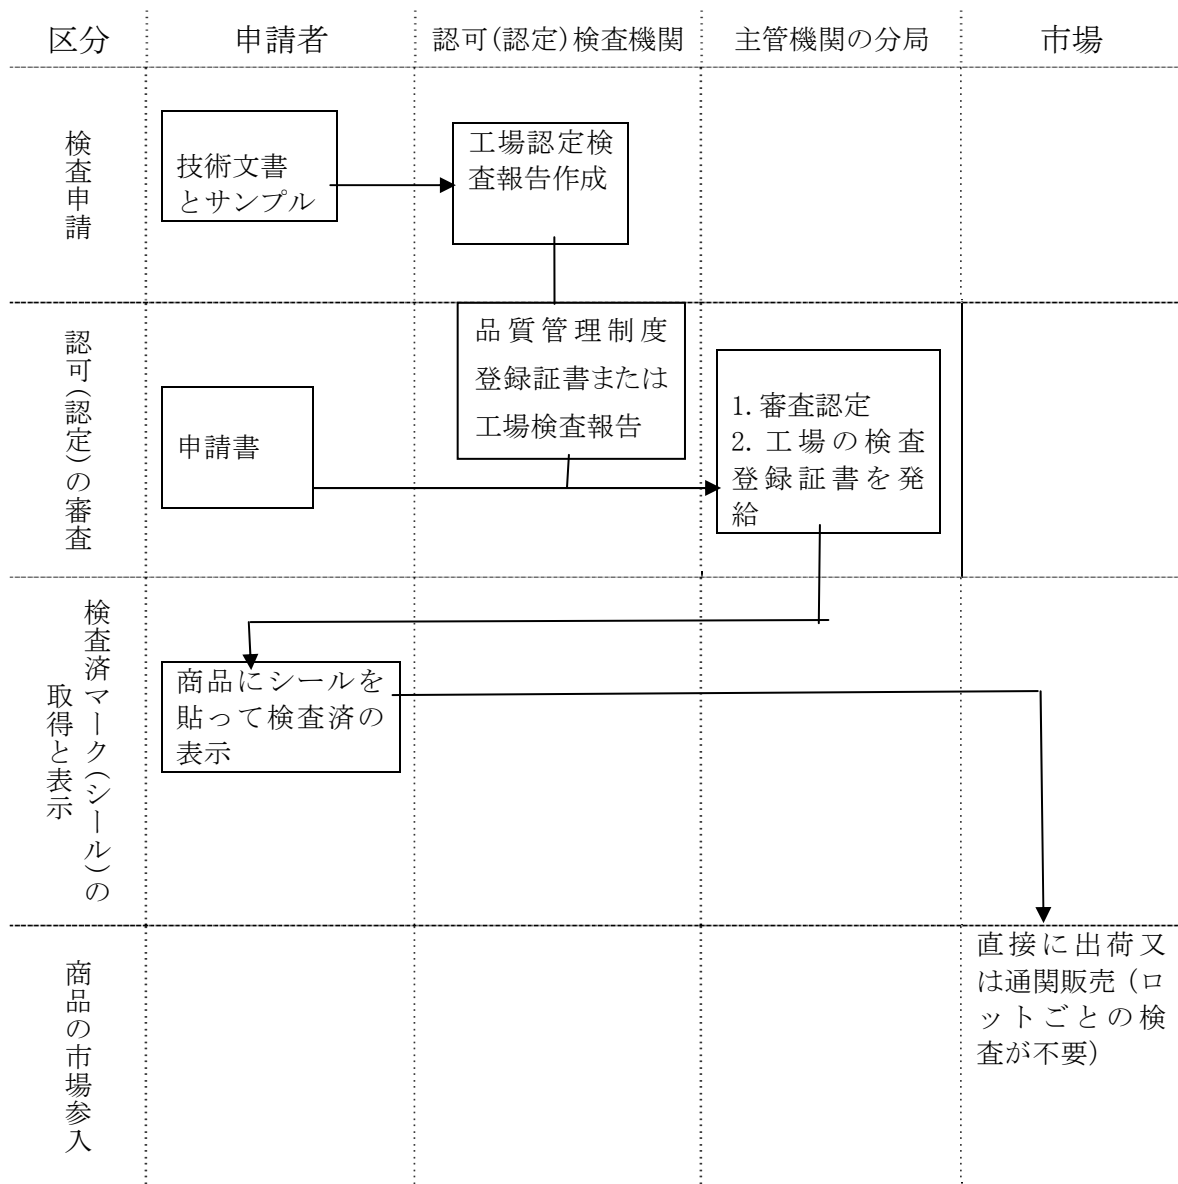 区分
申請者
認可(認定)検査機関
主管機関の分局
市場
検査申請
技術文書
とサンプル
工場認定検
査報告作成
認可(認定)の審査
申請書
品質管理制度
登録証書または
工場検査報告
1. 審査認定
2. 工場の検査
登録証書を発
給
検査済マーク(シール)の
取得と表示
商品にシールを
貼って検査済の
表示
商品の市場参入
直接に出荷又
は通関販売（ロ
ットごとの検
査が不要）